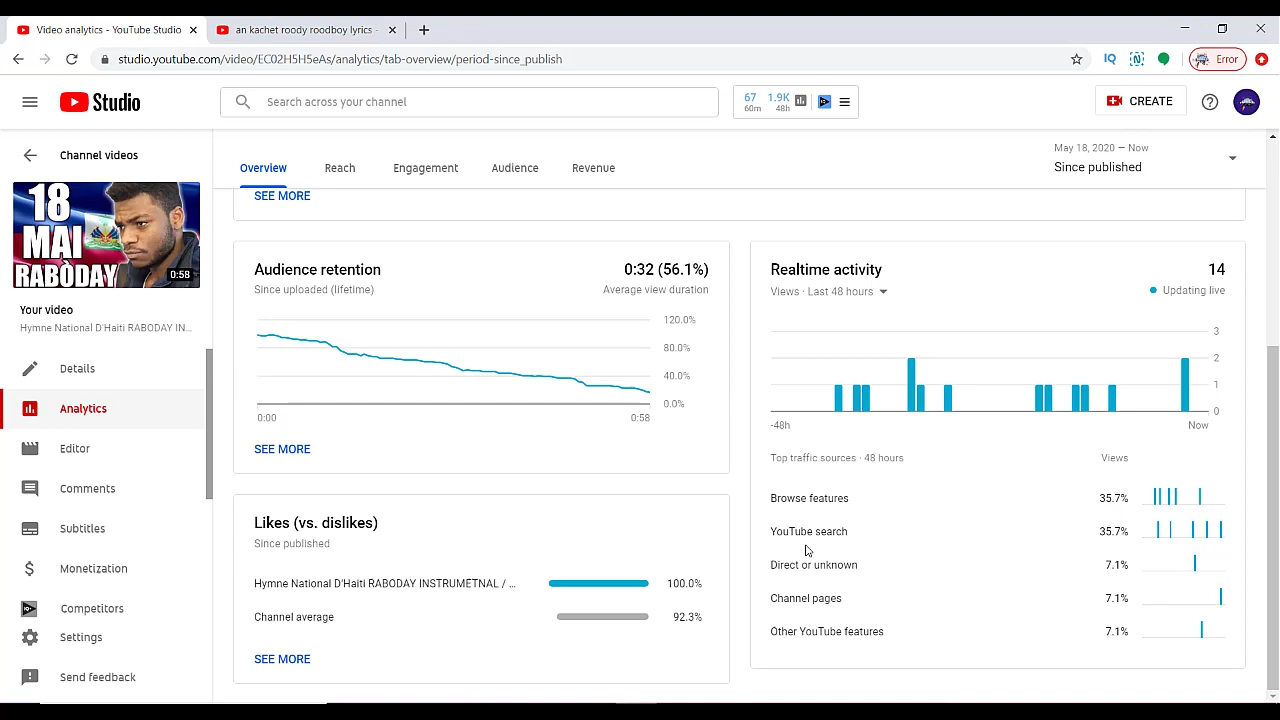 Video analytics - YouTube Studio
an kachet roody roodboy lyrics -
studio.youtube.com/video/EC02H5H5eAs/analytics/tab-overview/period-since_publish
IQ
N
Error
Studio
Search across your channel
67
60m
1.9K
48h
CREATE
Channel videos
18
MAI
RABÒDAY
0:58
Your video
Hymne National D'Haiti RABODAY IN...
Details
Analytics
Editor
Comments
Subtitles
Monetization
Competitors
Settings
Send feedback
Overview
Reach
Engagement
Audience
Revenue
May 18, 2020 – Now
Since published
SEE MORE
Audience retention
0:32 (56.1%)
Since uploaded (lifetime)
Average view duration
120.0%
80.0%
40.0%
0.0%
0:00
0:58
SEE MORE
Likes (vs. dislikes)
Since published
Hymne National D'Haiti RABODAY INSTRUMETNAL / ...
100.0%
Channel average
92.3%
SEE MORE
Realtime activity
14
Views · Last 48 hours
Updating live
3
2
1
0
-48h
Now
Top traffic sources · 48 hours
Views
Browse features
35.7%
YouTube search
35.7%
Direct or unknown
7.1%
Channel pages
7.1%
Other YouTube features
7.1%